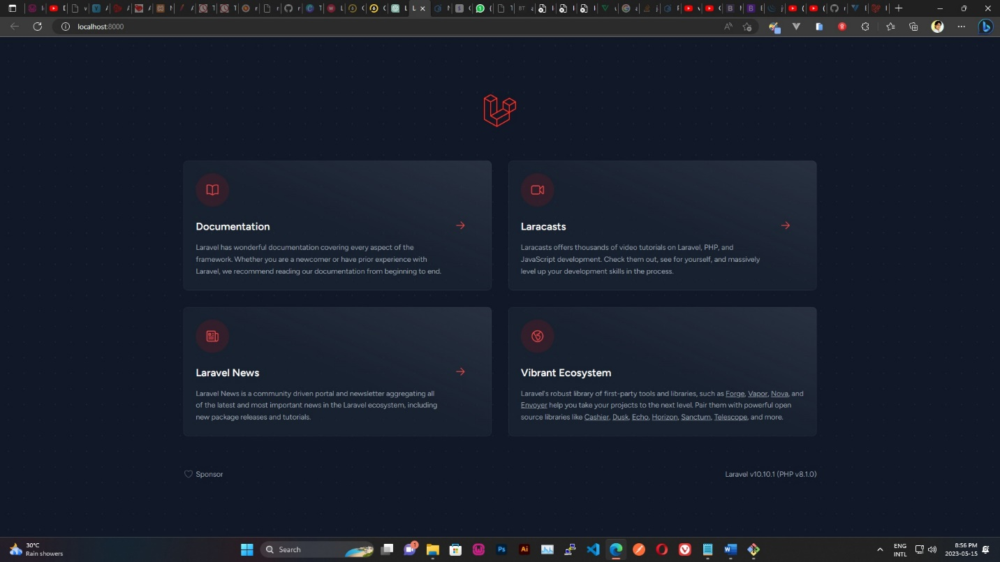 localhost:8000
Documentation
Laravel has wonderful documentation covering every aspect of the
framework. Whether you are a newcomer or have prior experience with
Laravel, we recommend reading our documentation from beginning to end.
Laracasts
Laracasts offers thousands of video tutorials on Laravel, PHP, and
JavaScript development. Check them out, see for yourself, and massively
level up your development skills in the process.
Laravel News
Laravel News is a community driven portal and newsletter aggregating all
of the latest and most important news in the Laravel ecosystem, including
new package releases and tutorials.
Vibrant Ecosystem
Laravel's robust library of first-party tools and libraries, such as Forge, Vapor, Nova, and
Envoyer help you take your projects to the next level. Pair them with powerful open
source libraries like Cashier, Dusk, Echo, Horizon, Sanctum, Telescope, and more.
Sponsor
Laravel v10.10.1 (PHP v8.1.0)
30°C
Rain showers
Search
1
Ps
Ai
ENG
INTL
8:56 PM
2023-05-15